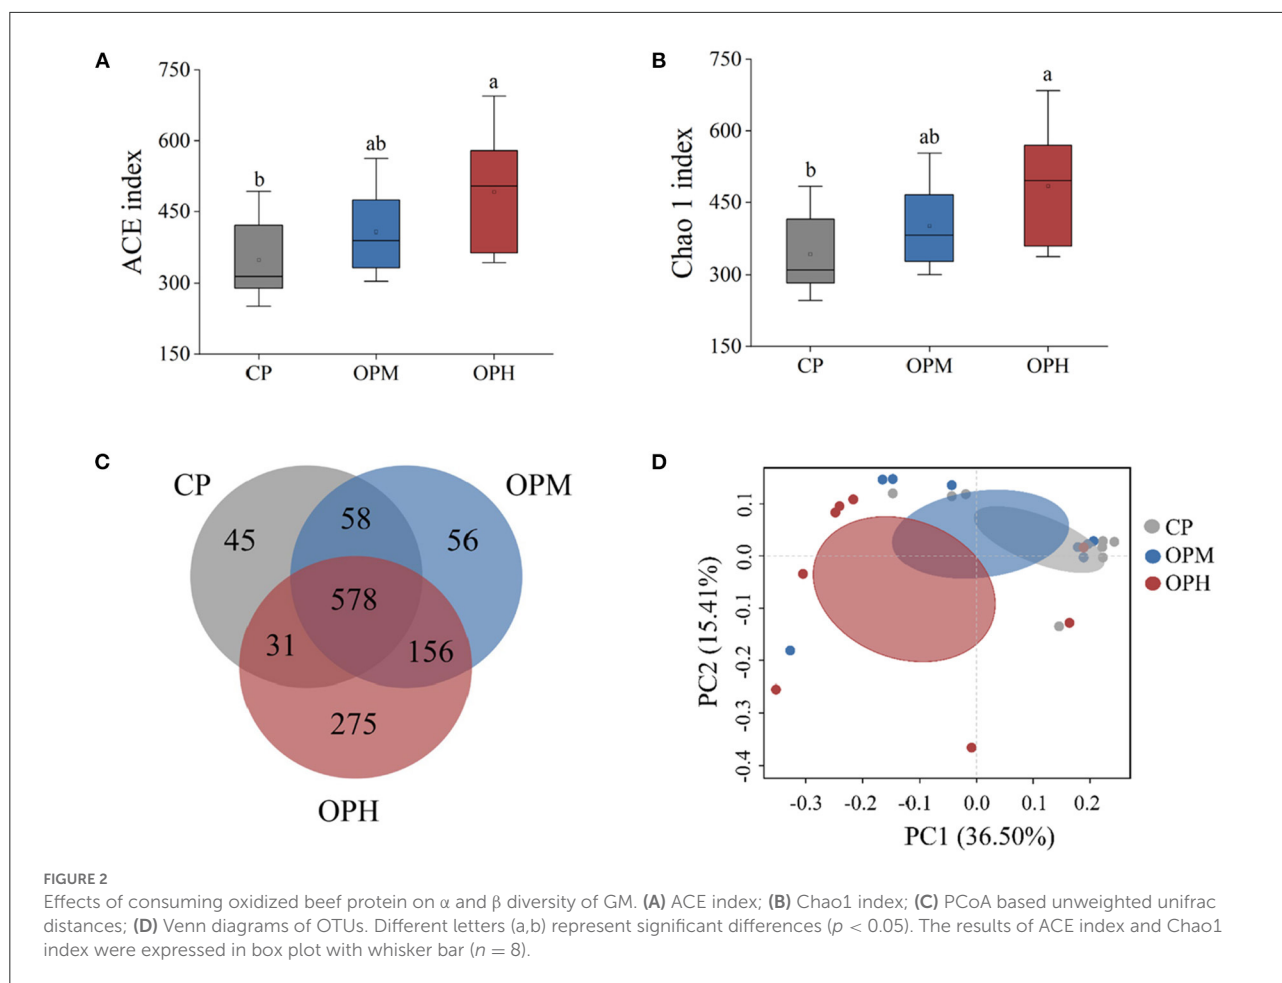 A
750
600
450
300
150
ACE index
b
ab
a
CP
OPM
OPH
B
750
600
450
300
150
Chao 1 index
b
ab
a
CP
OPM
OPH
C
CP
OPM
45
58
56
578
31
156
275
OPH
D
0.1
0.0
-0.1
-0.2
-0.3
-0.4
PC2 (15.41%)
-0.3
-0.2
-0.1
0.0
0.1
0.2
PC1 (36.50%)
CP
OPM
OPH
FIGURE 2
Effects of consuming oxidized beef protein on α and β diversity of GM. (A) ACE index; (B) Chao1 index; (C) PCoA based unweighted unifrac
distances; (D) Venn diagrams of OTUs. Different letters (a,b) represent significant differences (p < 0.05). The results of ACE index and Chao1
index were expressed in box plot with whisker bar (n = 8).